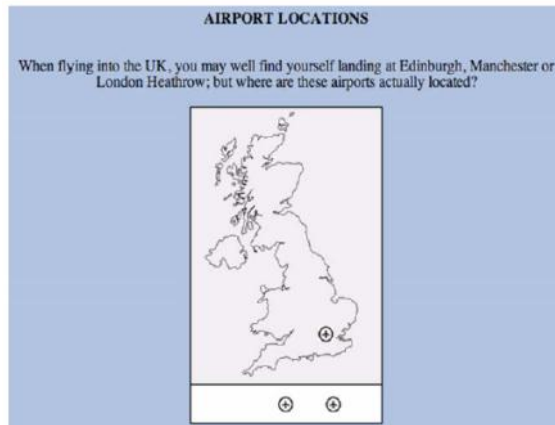 AIRPORT LOCATIONS
When flying into the UK, you may well find yourself landing at Edinburgh, Manchester or
London Heathrow; but where are these airports actually located?